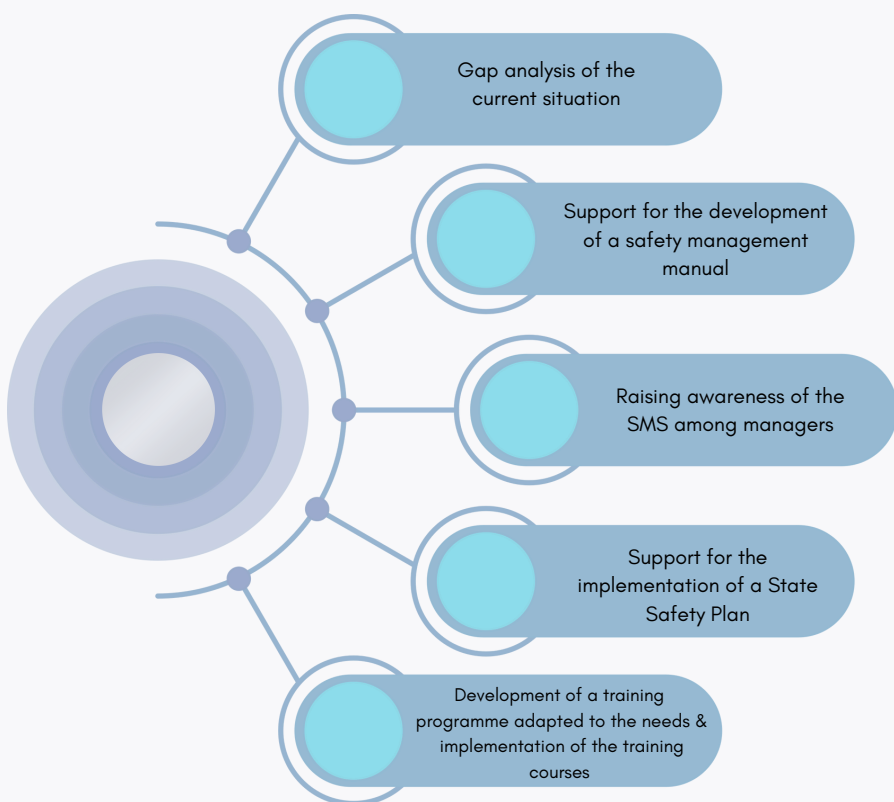 Gap analysis of the
current situation
Support for the development
of a safety management
manual
Raising awareness of the
SMS among managers
Support for the
implementation of a State
Safety Plan
Development of a training
programme adapted to the needs &
implementation of the training
courses